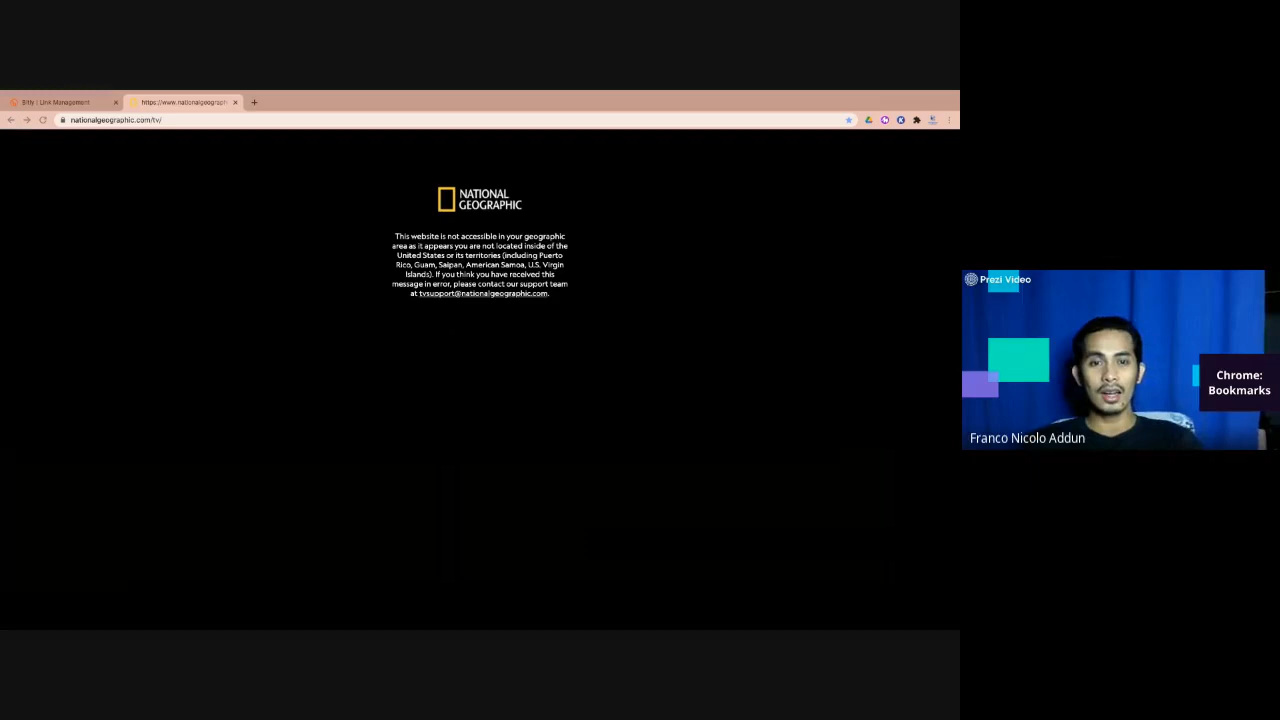 Bitly | Link Management
https://www.nationalgeograph
nationalgeographic.com/tv/
NATIONAL
GEOGRAPHIC
This website is not accessible in your geographic
area as it appears you are not located inside of the
United States or its territories (including Puerto
Rico, Guam, Saipan, American Samoa, U.S. Virgin
Islands). If you think you have received this
message in error, please contact our support team
at tvsupport@nationalgeographic.com.
Prezi Video
Chrome:
Bookmarks
Franco Nicolo Addun